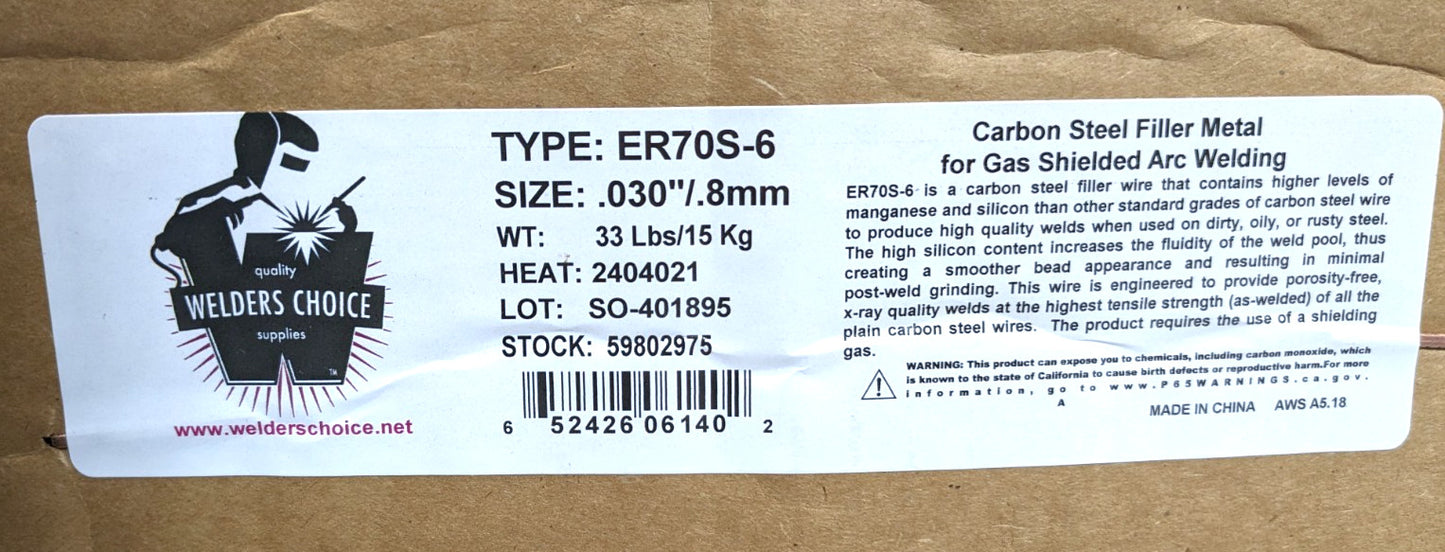 quality
WELDERS CHOICE
supplies
TM
www.welderschoice.net
TYPE: ER70S-6
SIZE: .030"/.8mm
WT: 33 Lbs/15 Kg
HEAT: 2404021
LOT: SO-401895
STOCK: 59802975
6 52426 06140 2
Carbon Steel Filler Metal
for Gas Shielded Arc Welding
ER70S-6 is a carbon steel filler wire that contains higher levels of
manganese and silicon than other standard grades of carbon steel wire
to produce high quality welds when used on dirty, oily, or rusty steel.
The high silicon content increases the fluidity of the weld pool, thus
creating a smoother bead appearance and resulting in minimal
post-weld grinding. This wire is engineered to provide porosity-free,
x-ray quality welds at the highest tensile strength (as-welded) of all the
plain carbon steel wires. The product requires the use of a shielding
gas.
WARNING: This product can expose you to chemicals, including carbon monoxide, which
is known to the state of California to cause birth defects or reproductive harm.For more
information, go to www.P65WARNINGS.ca.gov.
A
MADE IN CHINA AWS A5.18